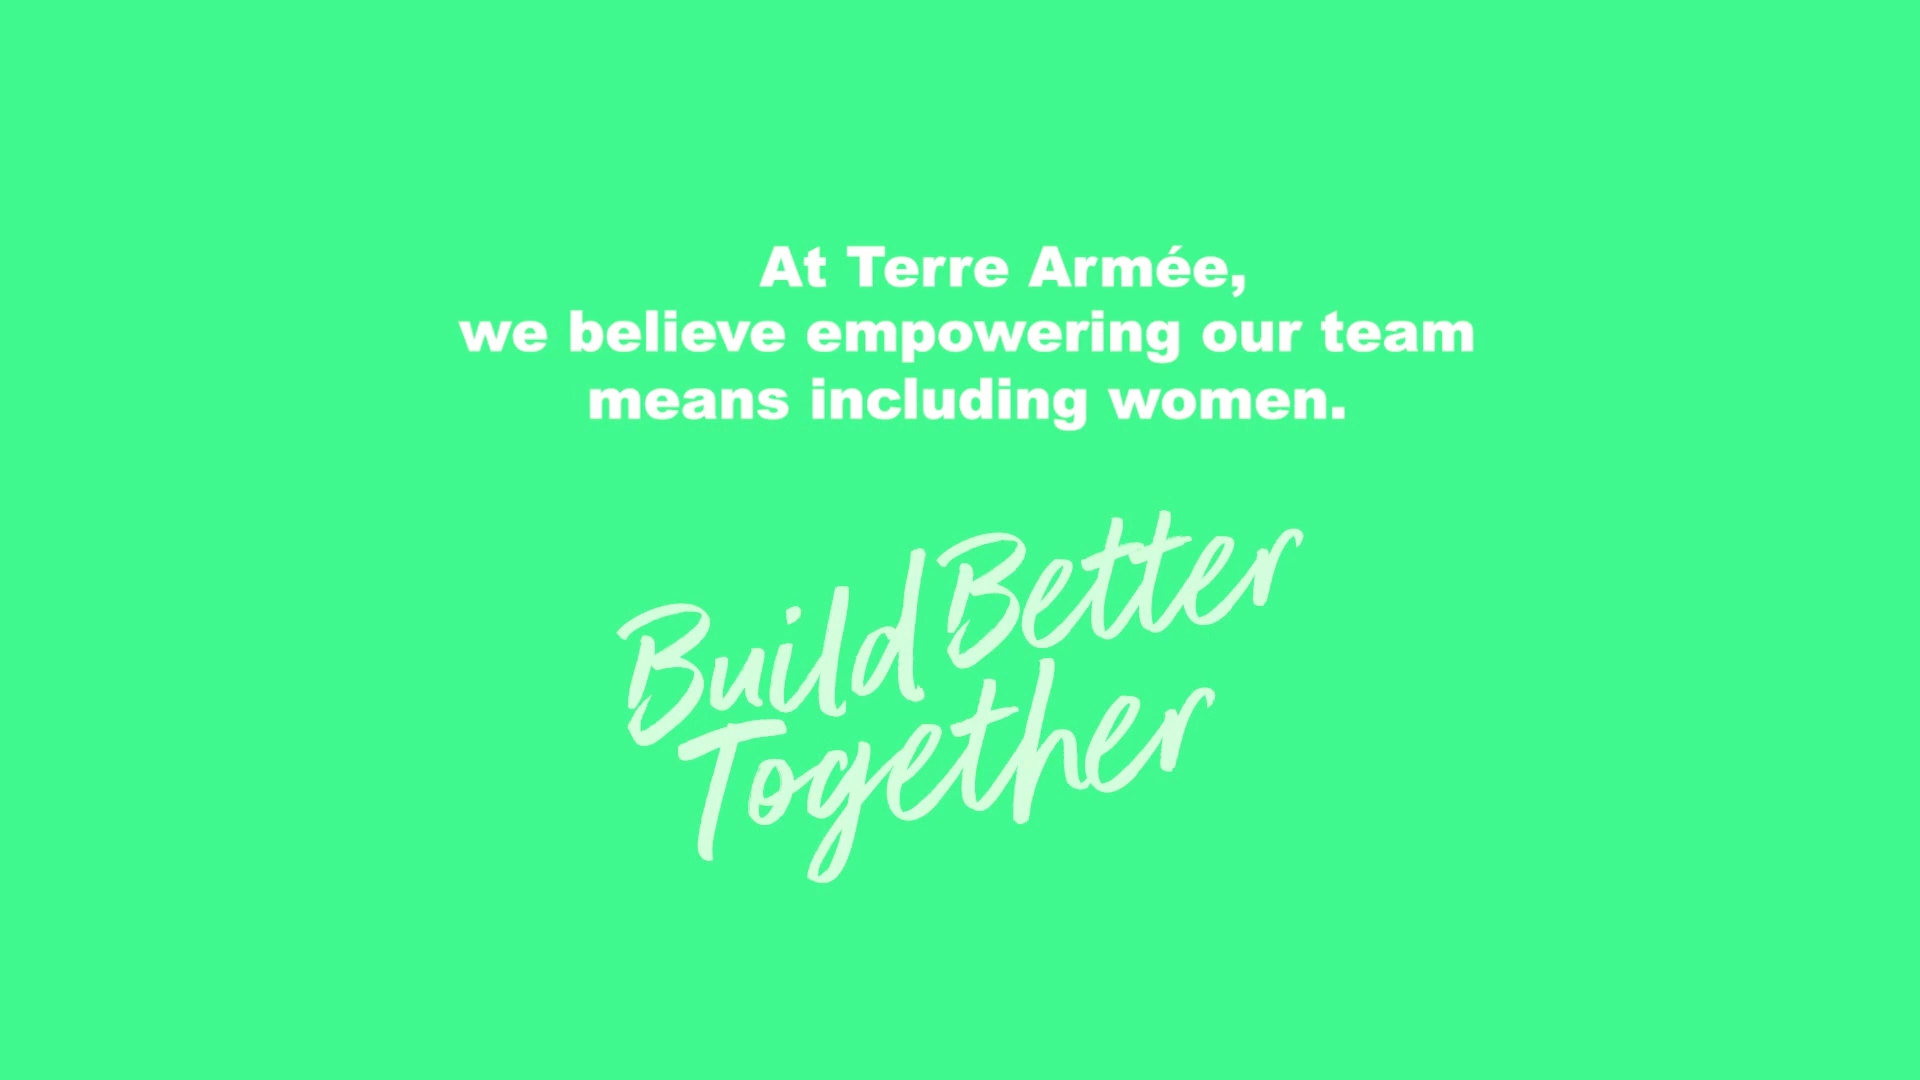 At Terre Armée,
we believe empowering our team
means including women.
Build Better
Together